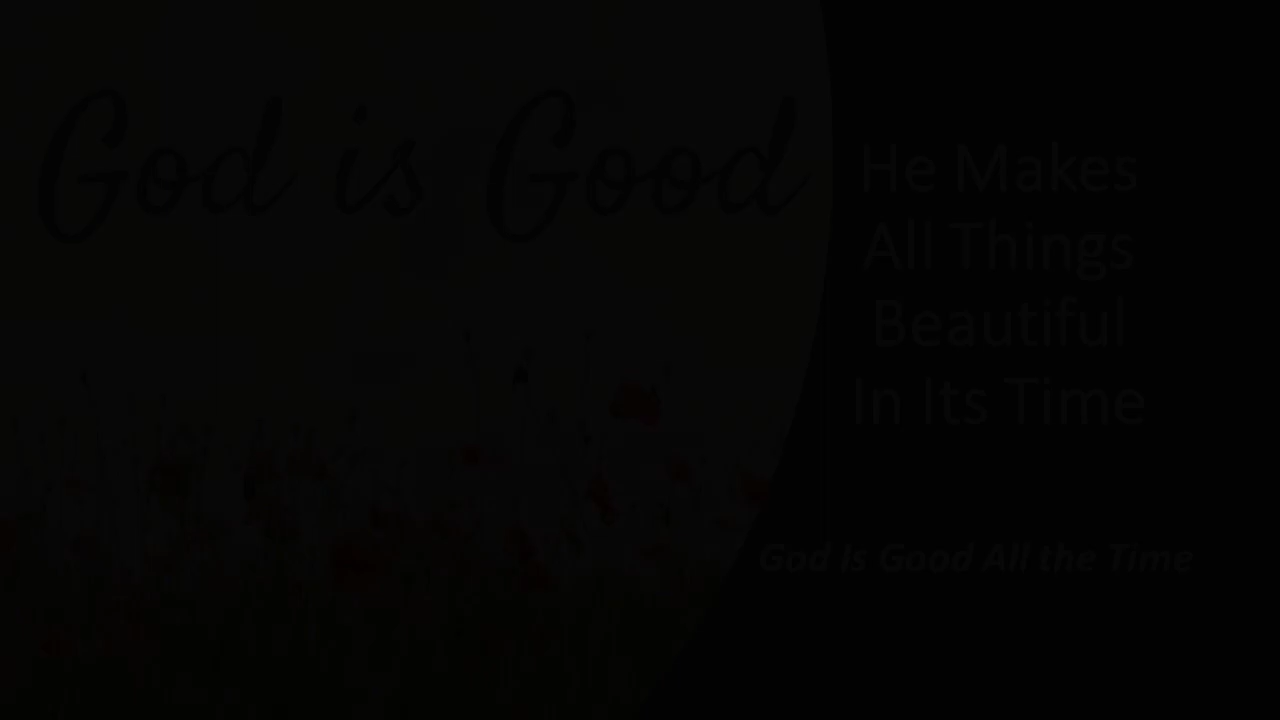 God is Good
He Makes
All Things
Beautiful
In Its Time
God Is Good All the Time